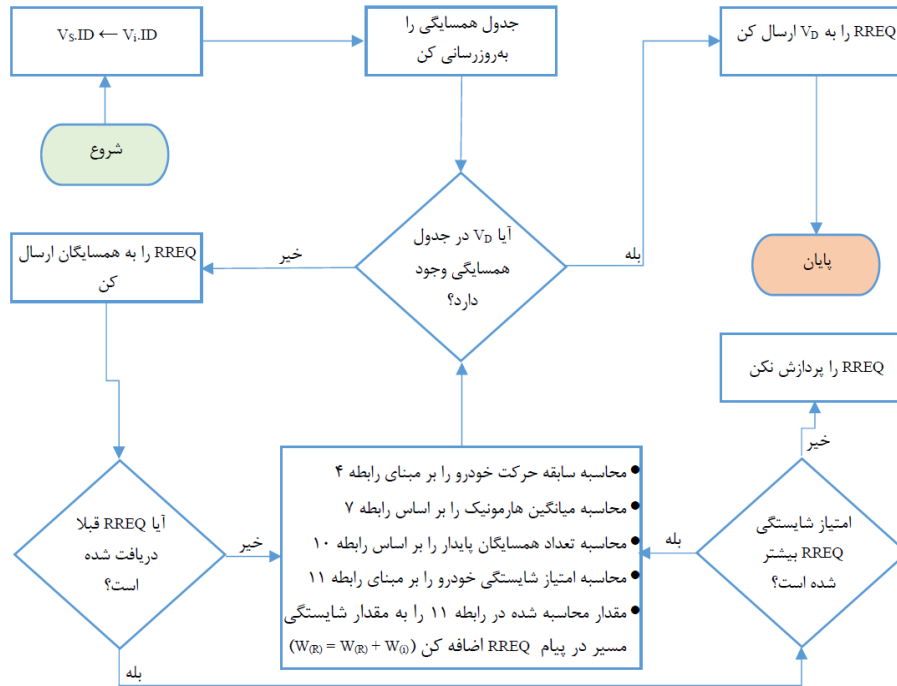 V_S.ID ← V_i.ID
جدول همسایگی را
به‌روزرسانی کن
RREQ را به V_D ارسال کن
شروع
آیا V_D در جدول
همسایگی وجود
دارد؟
خیر
بله
RREQ را به همسایگان ارسال
کن
پایان
RREQ را پردازش نکن
خیر
آیا RREQ قبلا
دریافت شده
است؟
خیر
بله
● محاسبه سابقه حرکت خودرو را بر مبنای رابطه ۴
● محاسبه میانگین هارمونیک را بر اساس رابطه ۷
● محاسبه تعداد همسایگان پایدار را بر اساس رابطه ۱۰
● محاسبه امتیاز شایستگی خودرو را بر مبنای رابطه ۱۱
● مقدار محاسبه شده در رابطه ۱۱ را به مقدار شایستگی
مسیر در پیام RREQ اضافه کن (W(R) = W(R) + W(i))
بله
امتیاز شایستگی
RREQ بیشتر
شده است؟